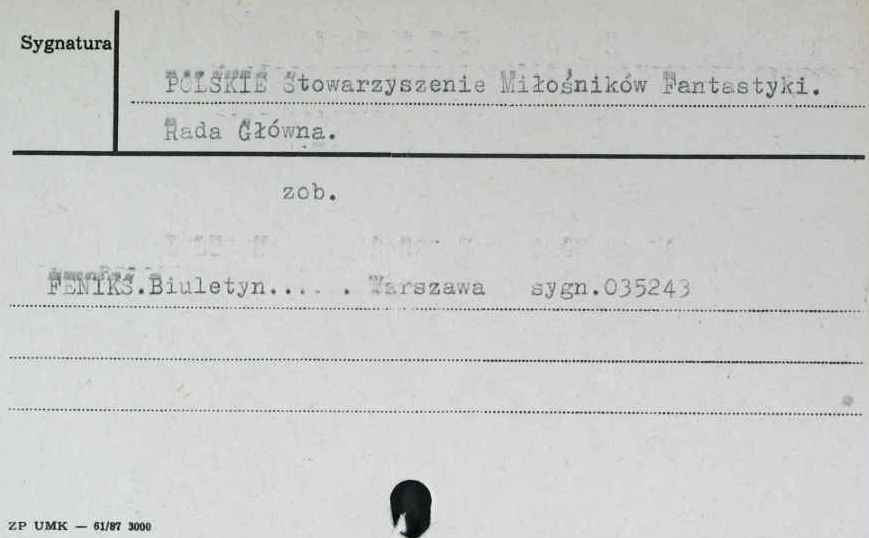 Sygnatura
POLSKIE Stowarzyszenie Miłośników Fantastyki.
Rada Główna.
zob.
FENIKS.Biuletyn..... . Warszawa sygn.035243
ZP UMK — 61/87 3000